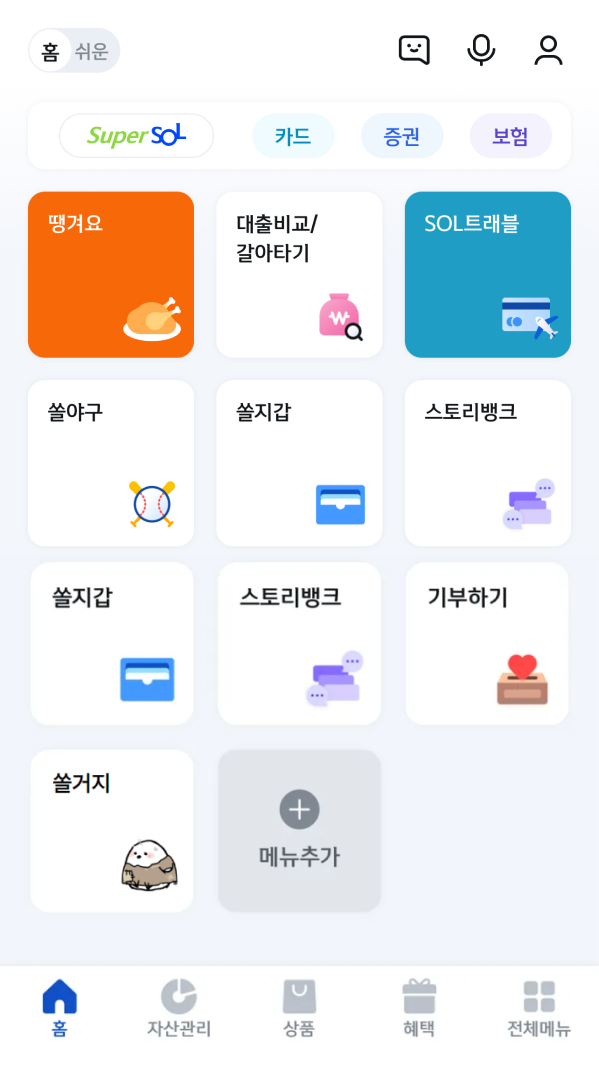 홈 쉬운
Super SOL 카드 증권 보험
땡겨요
대출비교/
갈아타기
SOL트래블
쏠야구
쏠지갑
스토리뱅크
쏠지갑
스토리뱅크
기부하기
쏠거지
메뉴추가
홈 자산관리 상품 혜택 전체메뉴